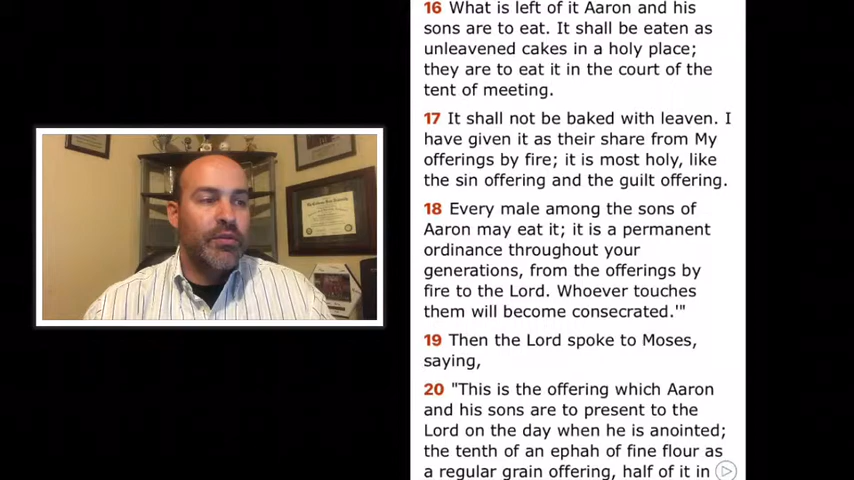 16 What is left of it Aaron and his
sons are to eat. It shall be eaten as
unleavened cakes in a holy place;
they are to eat it in the court of the
tent of meeting.
17 It shall not be baked with leaven. I
have given it as their share from My
offerings by fire; it is most holy, like
the sin offering and the guilt offering.
18 Every male among the sons of
Aaron may eat it; it is a permanent
ordinance throughout your
generations, from the offerings by
fire to the Lord. Whoever touches
them will become consecrated.'"
19 Then the Lord spoke to Moses,
saying,
20 "This is the offering which Aaron
and his sons are to present to the
Lord on the day when he is anointed;
the tenth of an ephah of fine flour as
a regular grain offering, half of it in